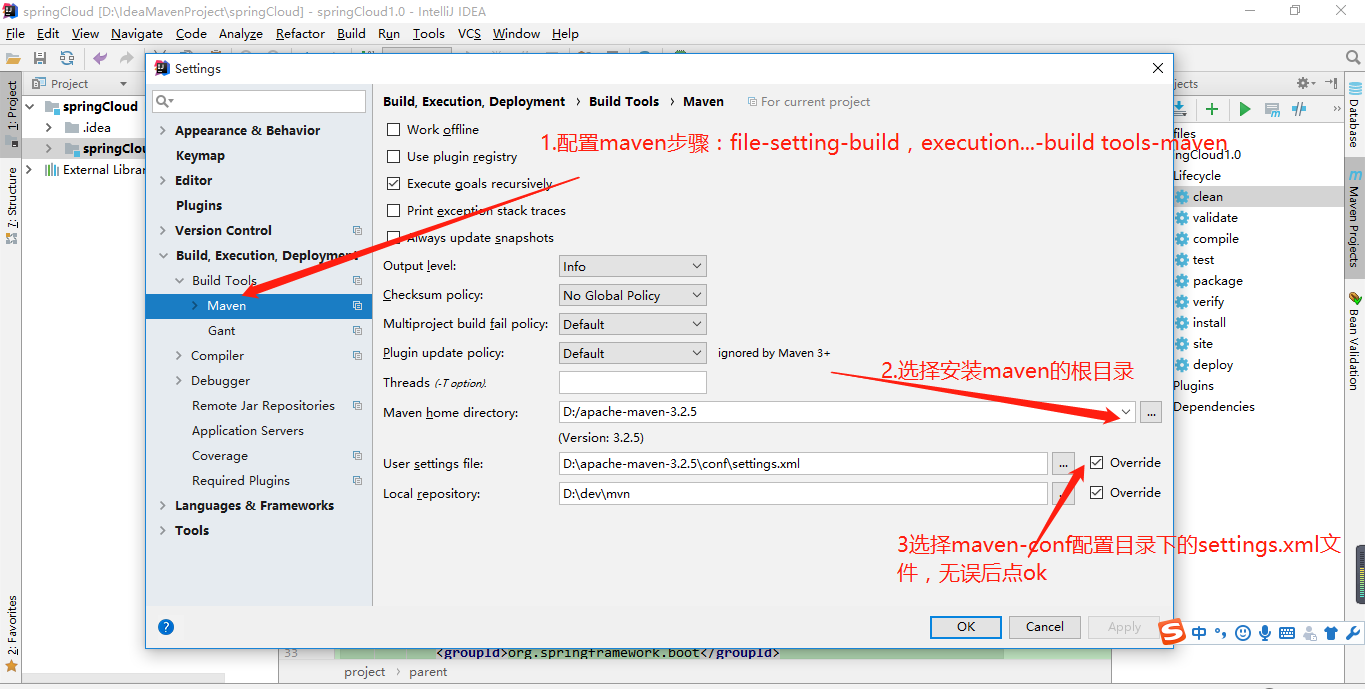 springCloud [D:\IdeaMavenProject\springCloud] - springCloud1.0 - IntelliJ IDEA
File Edit View Navigate Code Analyze Refactor Build Run Tools VCS Window Help
Settings
Project
1: Project
springCloud
.idea
springClou
External Librar
7: Structure
2: Favorites
Appearance & Behavior
Keymap
Editor
Plugins
Version Control
Build, Execution, Deployment
Build Tools
Maven
Gant
Compiler
Debugger
Remote Jar Repositories
Application Servers
Coverage
Required Plugins
Languages & Frameworks
Tools
Build, Execution, Deployment › Build Tools › Maven For current project
Work offline
1.配置maven步骤：file-setting-build，execution...-build tools-maven
Use plugin registry
Execute goals recursively
Print exception stack traces
Always update snapshots
Output level: Info
Checksum policy: No Global Policy
Multiproject build fail policy: Default
Plugin update policy: Default ignored by Maven 3+
Threads (-T option).
2.选择安装maven的根目录
Maven home directory: D:/apache-maven-3.2.5 ...
(Version: 3.2.5)
User settings file: D:\apache-maven-3.2.5\conf\settings.xml ... Override
Local repository: D:\dev\mvn Override
3选择maven-conf配置目录下的settings.xml文
件，无误后点ok
? OK Cancel Apply
jects
files
ngCloud1.0
Lifecycle
clean
validate
compile
test
package
verify
install
site
deploy
Plugins
Dependencies
Database
m Maven Projects
Bean Validation
S 中
33 <groupId>org.springframework.boot</groupId>
project › parent